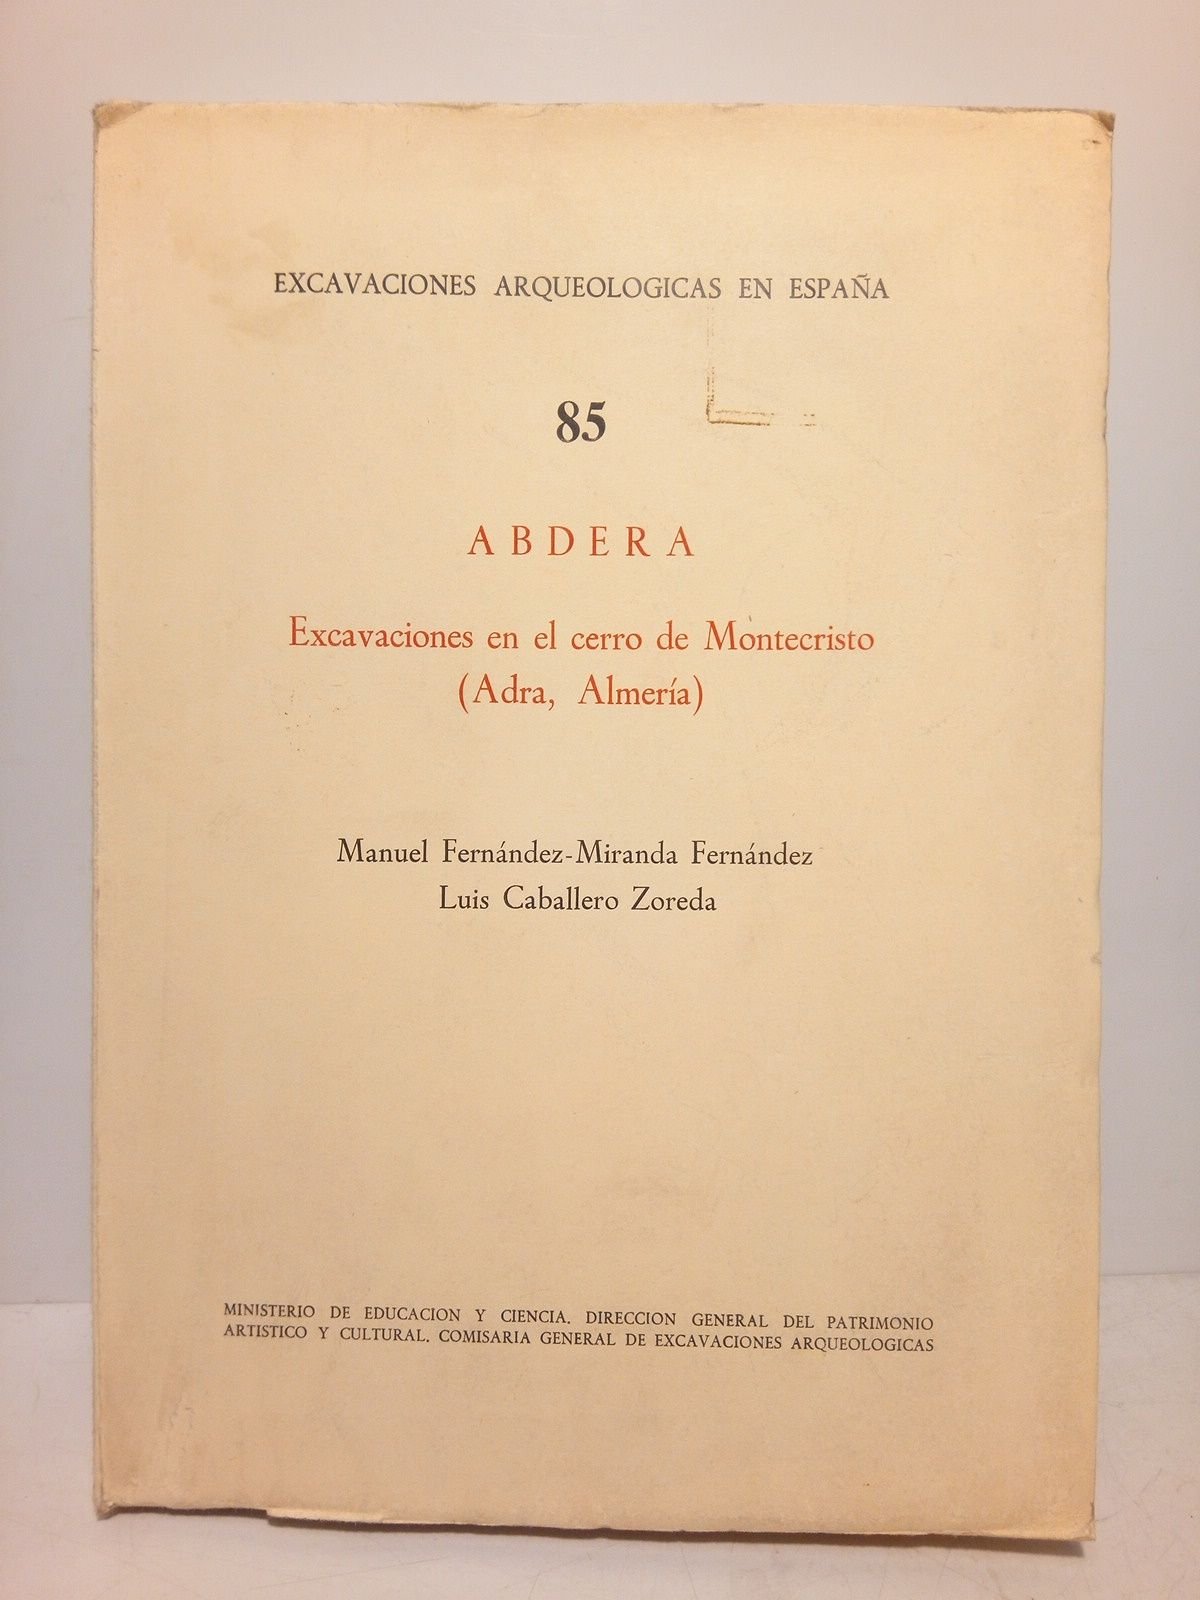 EXCAVACIONES ARQUEOLOGICAS EN ESPAÑA
85
ABDERA
Excavaciones en el cerro de Montecristo
(Adra, Almería)
Manuel Fernández-Miranda Fernández
Luis Caballero Zoreda
MINISTERIO DE EDUCACION Y CIENCIA. DIRECCION GENERAL DEL PATRIMONIO
ARTISTICO Y CULTURAL. COMISARIA GENERAL DE EXCAVACIONES ARQUEOLOGICAS